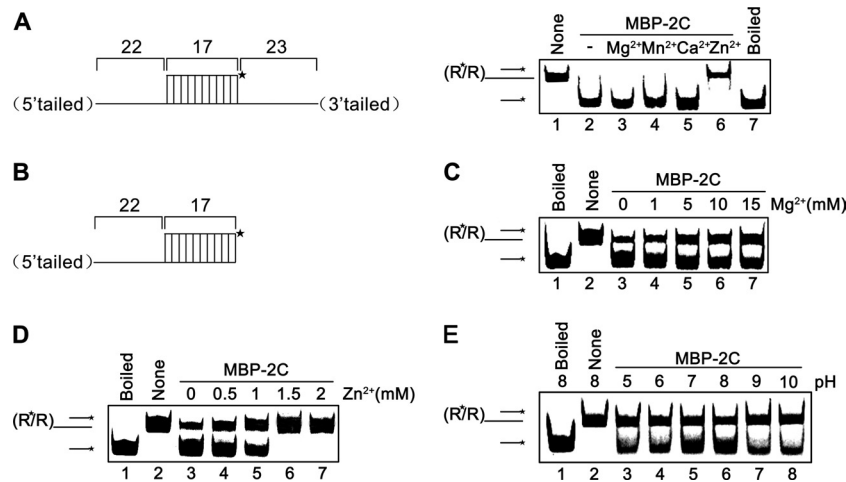 A
22 17 23
(5'tailed) (3'tailed)
MBP-2C
None - Mg²⁺ Mn²⁺ Ca²⁺ Zn²⁺ Boiled
(R*/R)
1 2 3 4 5 6 7
B
22 17
(5'tailed)
C
MBP-2C
Boiled None 0 1 5 10 15 Mg²⁺(mM)
(R*/R)
1 2 3 4 5 6 7
D
MBP-2C
Boiled None 0 0.5 1 1.5 2 Zn²⁺(mM)
(R*/R)
1 2 3 4 5 6 7
E
Boiled None MBP-2C
8 8 5 6 7 8 9 10 pH
(R*/R)
1 2 3 4 5 6 7 8